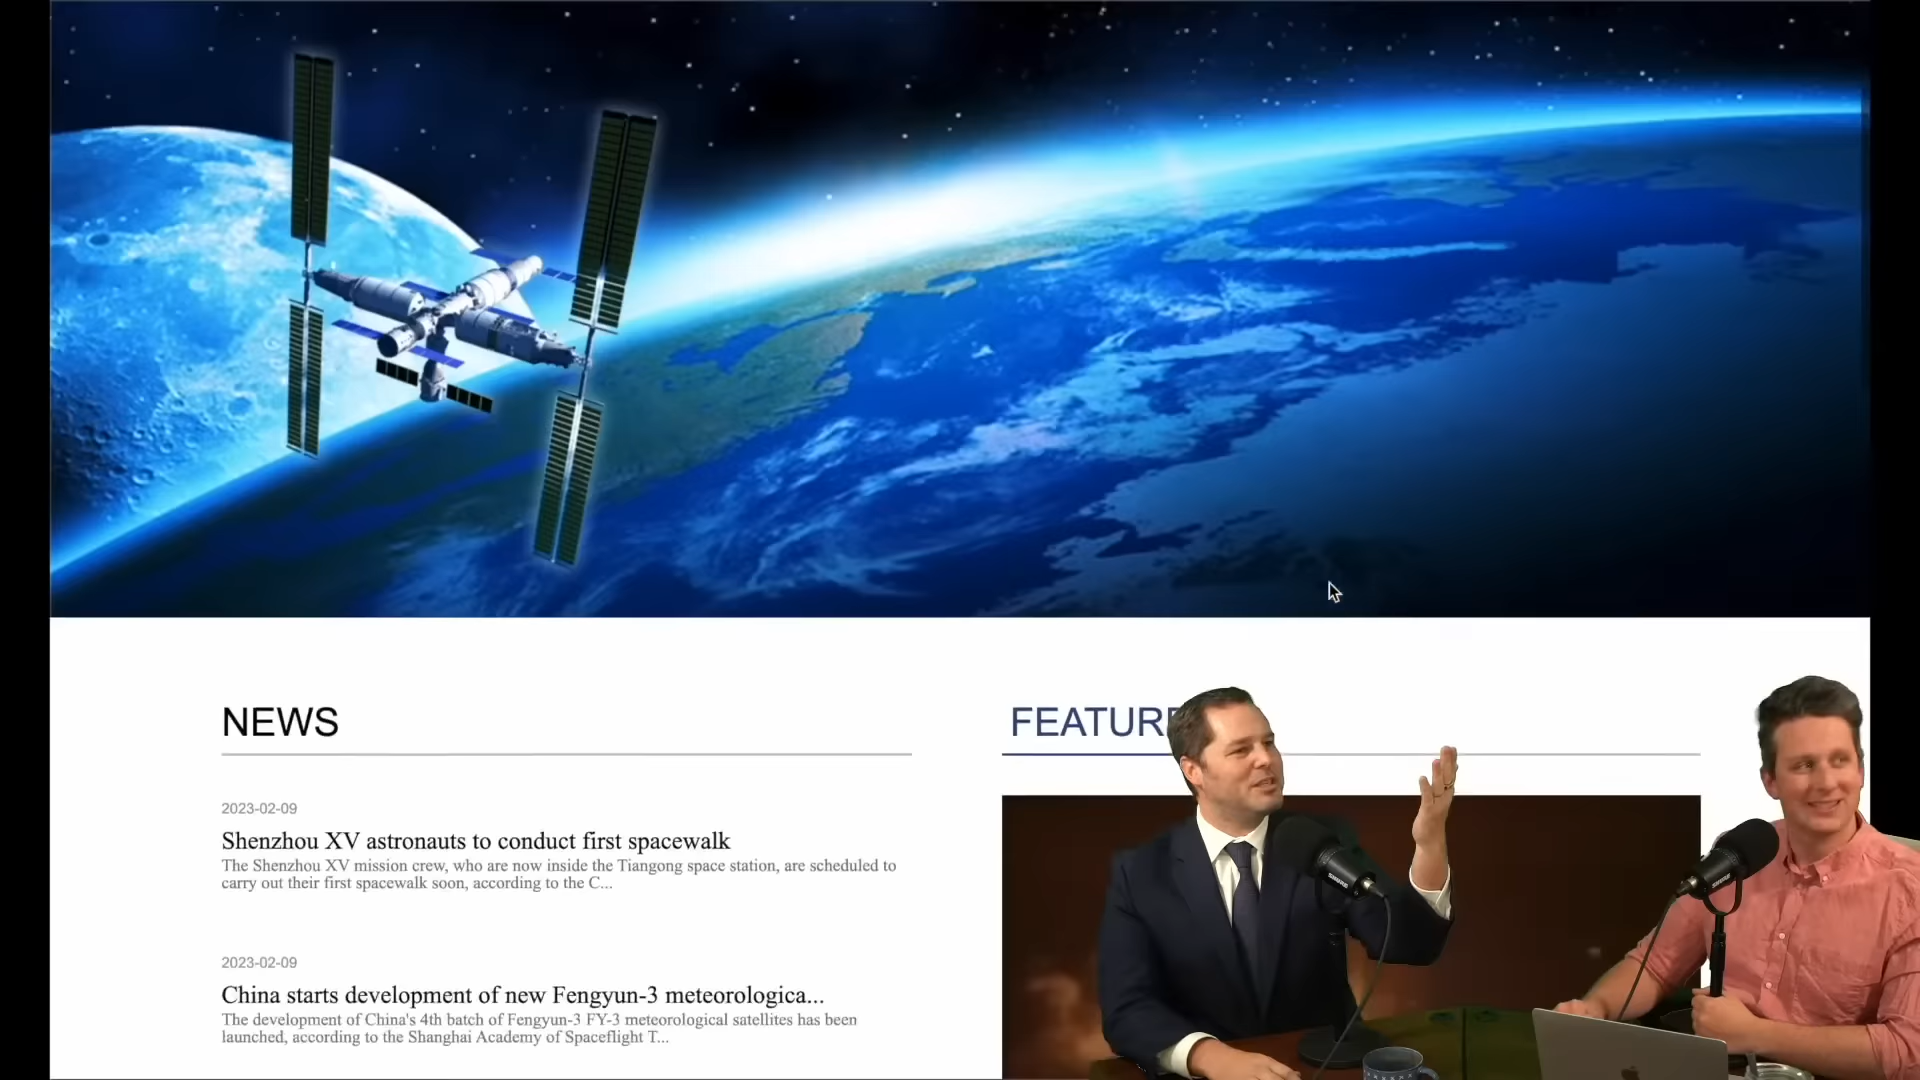 NEWS
2023-02-09
Shenzhou XV astronauts to conduct first spacewalk
The Shenzhou XV mission crew, who are now inside the Tiangong space station, are scheduled to
carry out their first spacewalk soon, according to the C...
2023-02-09
China starts development of new Fengyun-3 meteorologica...
The development of China's 4th batch of Fengyun-3 FY-3 meteorological satellites has been
launched, according to the Shanghai Academy of Spaceflight T...
FEATUR
SHURE
SHURE